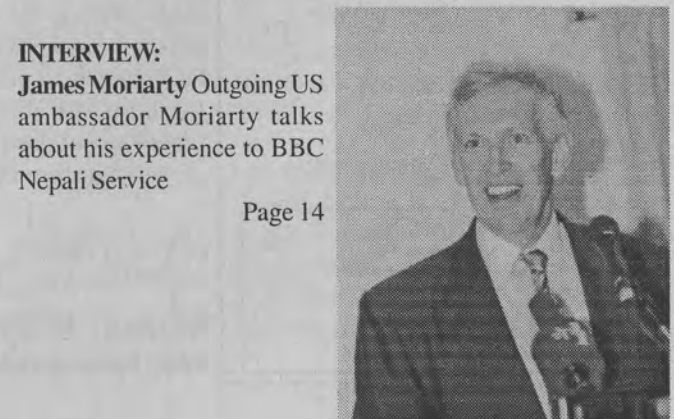 INTERVIEW:
James Moriarty Outgoing US
ambassador Moriarty talks
about his experience to BBC
Nepali Service
Page 14